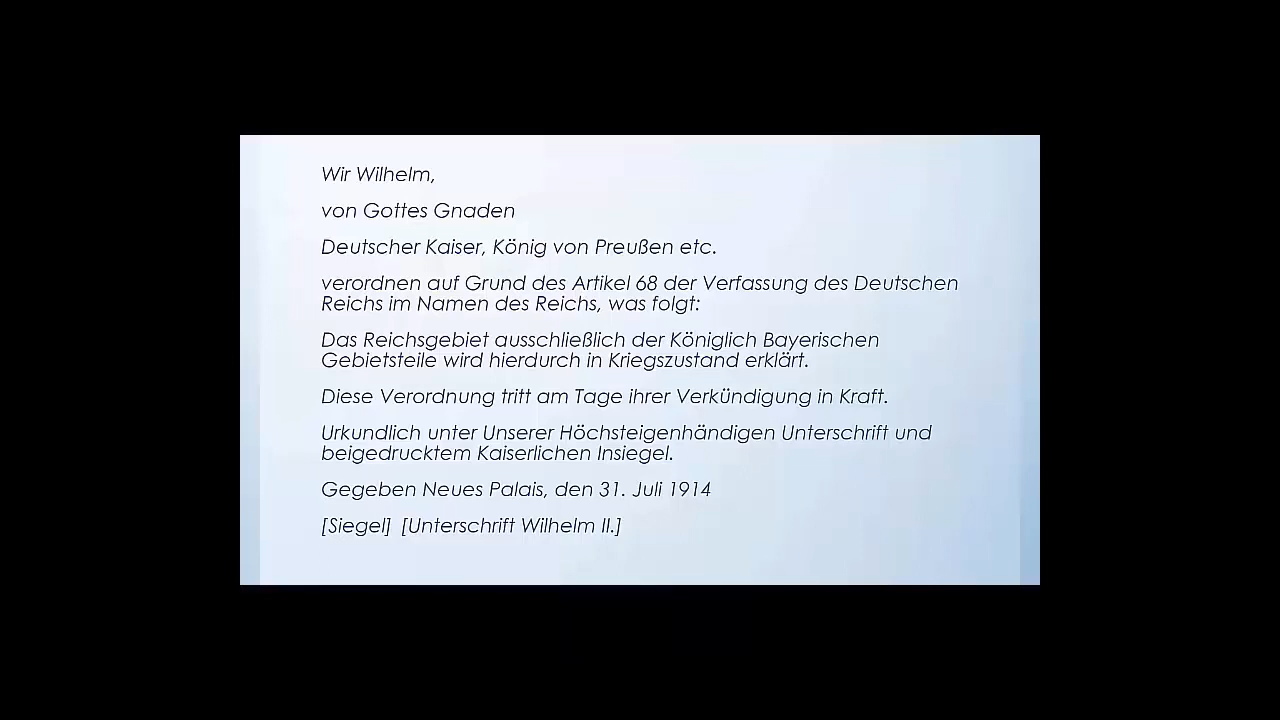 Wir Wilhelm,
von Gottes Gnaden
Deutscher Kaiser, König von Preußen etc.
verordnen auf Grund des Artikel 68 der Verfassung des Deutschen
Reichs im Namen des Reichs, was folgt:
Das Reichsgebiet ausschließlich der Königlich Bayerischen
Gebietsteile wird hierdurch in Kriegszustand erklärt.
Diese Verordnung tritt am Tage ihrer Verkündigung in Kraft.
Urkundlich unter Unserer Höchsteigenhändigen Unterschrift und
beigedrucktem Kaiserlichen Insiegel.
Gegeben Neues Palais, den 31. Juli 1914
[Siegel] [Unterschrift Wilhelm II.]